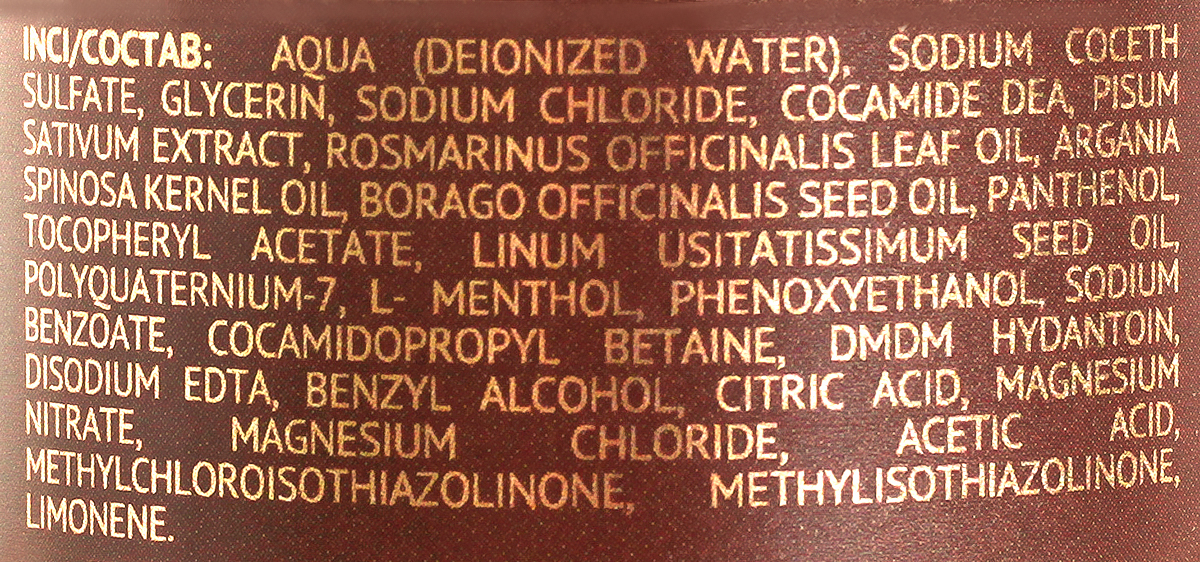 INCI/СОСТАВ: AQUA (DEIONIZED WATER), SODIUM COCETH
SULFATE, GLYCERIN, SODIUM CHLORIDE, COCAMIDE DEA, PISUM
SATIVUM EXTRACT, ROSMARINUS OFFICINALIS LEAF OIL, ARGANIA
SPINOSA KERNEL OIL, BORAGO OFFICINALIS SEED OIL, PANTHENOL,
TOCOPHERYL ACETATE, LINUM USITATISSIMUM SEED OIL,
POLYQUATERNIUM-7, L- MENTHOL, PHENOXYETHANOL, SODIUM
BENZOATE, COCAMIDOPROPYL BETAINE, DMDM HYDANTOIN,
DISODIUM EDTA, BENZYL ALCOHOL, CITRIC ACID, MAGNESIUM
NITRATE, MAGNESIUM CHLORIDE, ACETIC ACID,
METHYLCHLOROISOTHIAZOLINONE, METHYLISOTHIAZOLINONE,
LIMONENE.